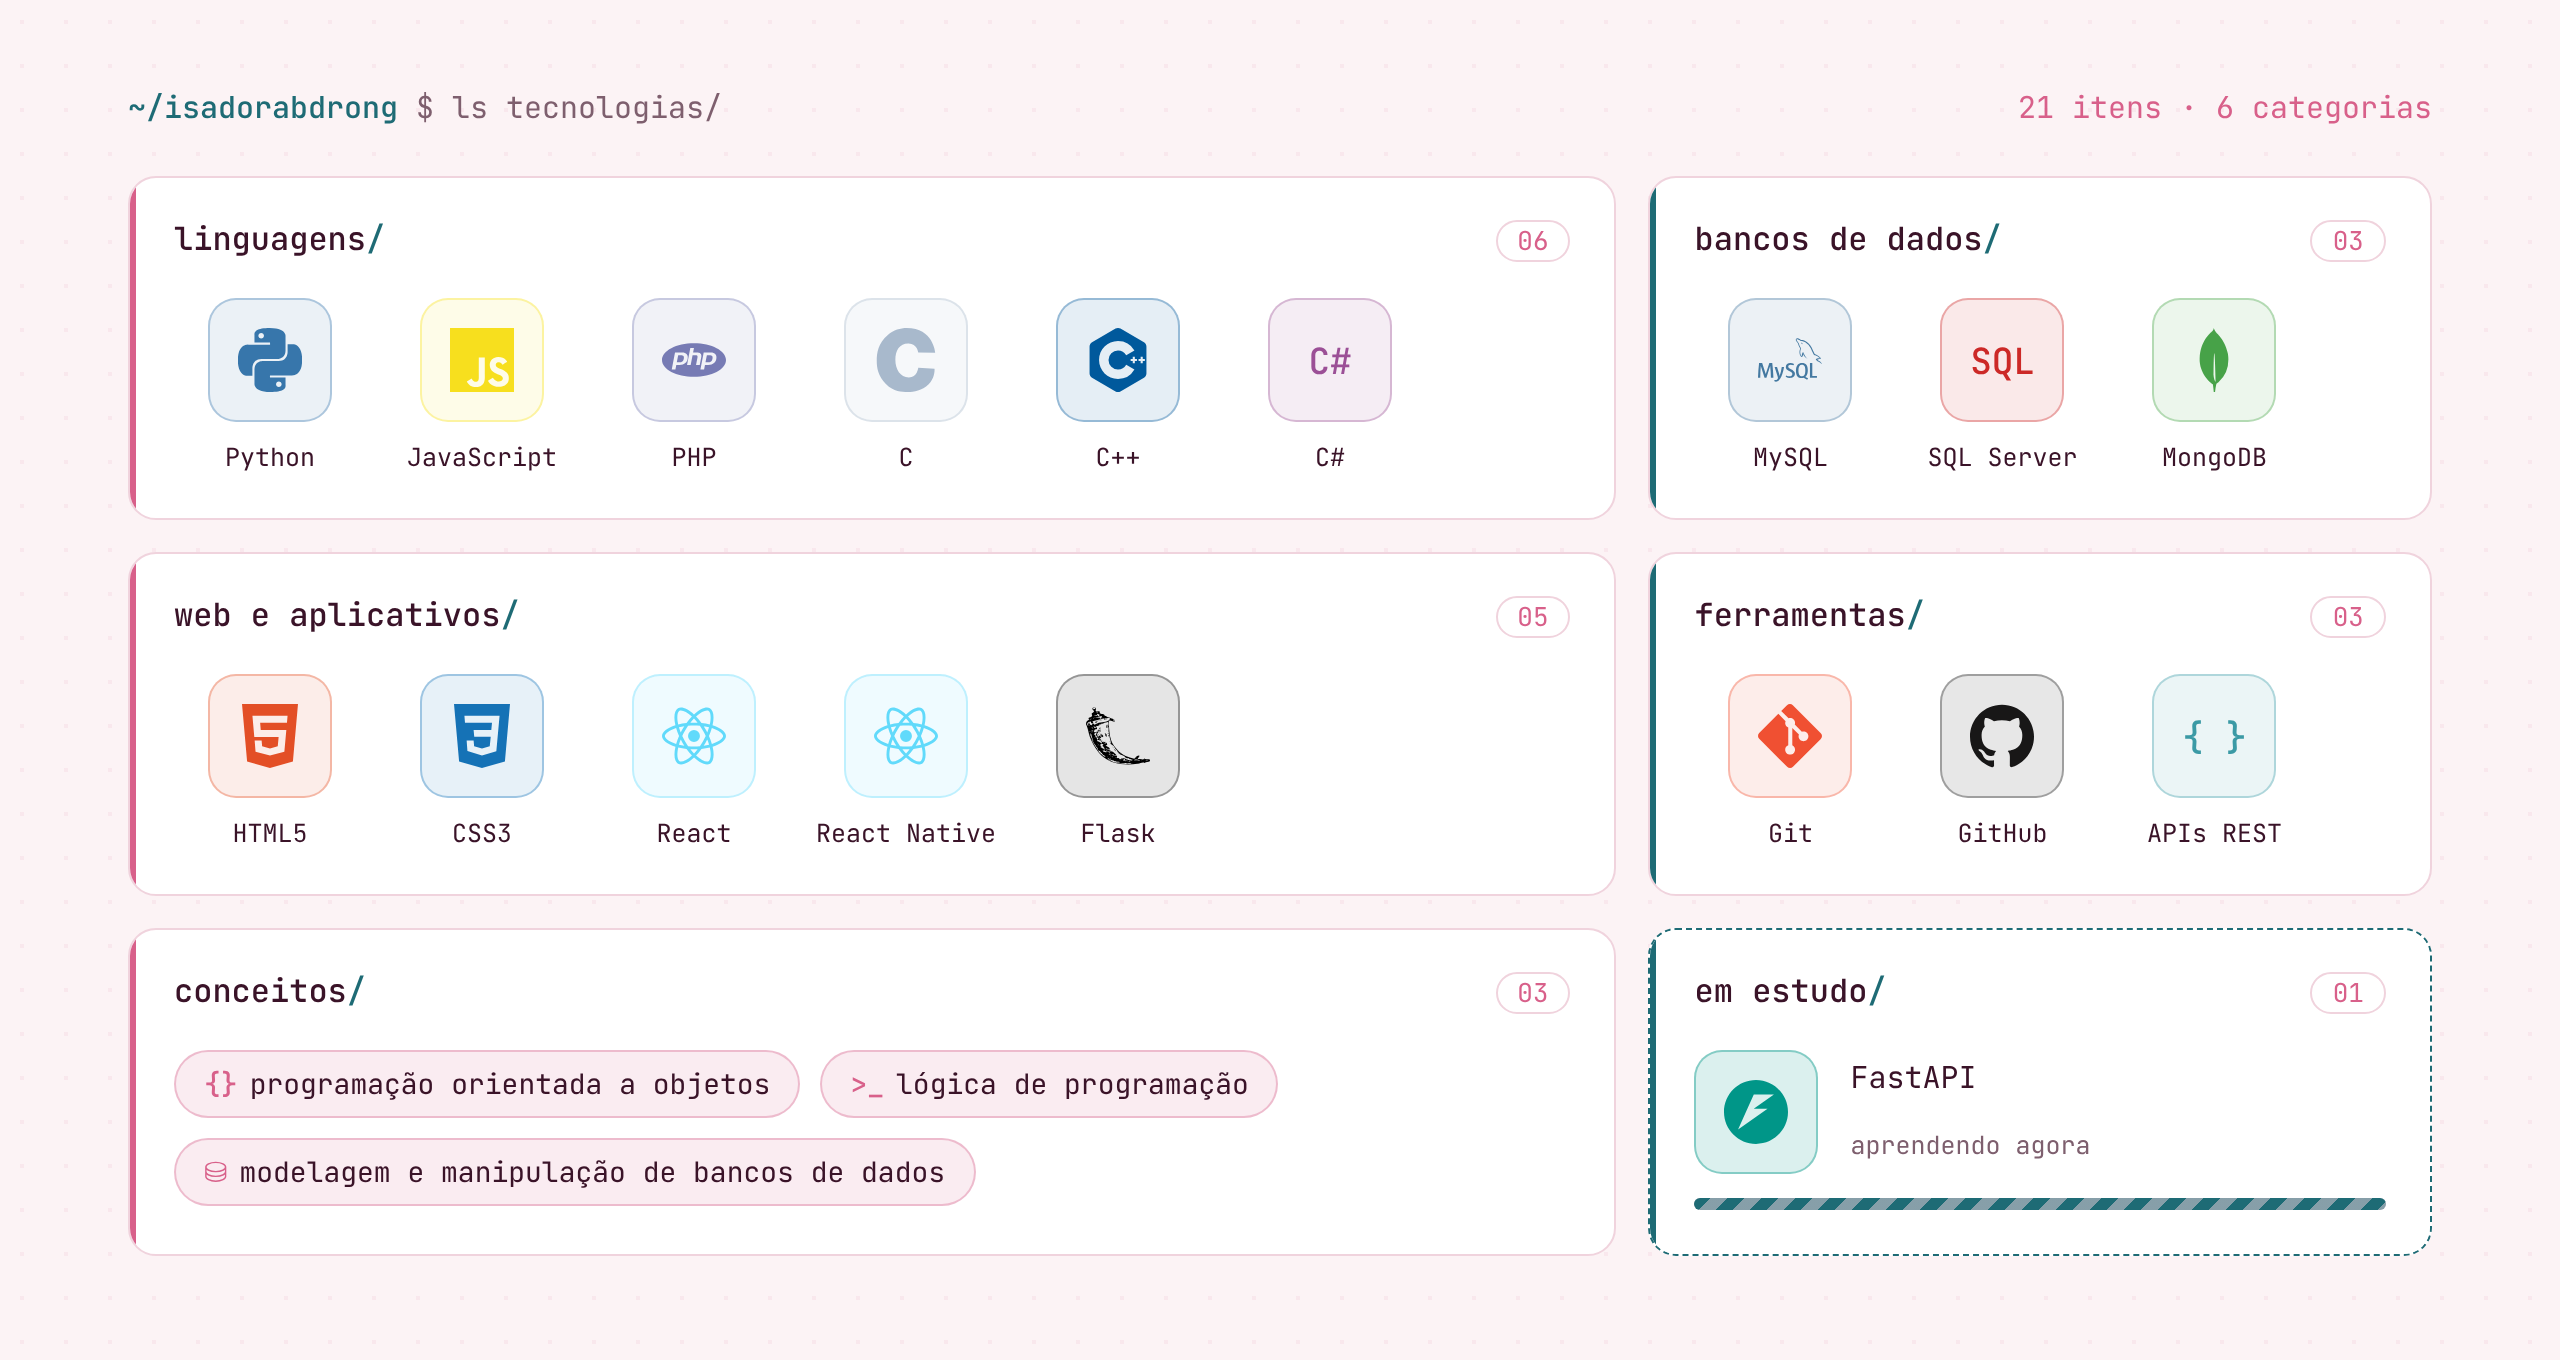 ~/isadorabdrong $ ls tecnologias/
21 itens · 6 categorias
linguagens/
06
JS
php
C
C++
C#
Python
JavaScript
PHP
C
C++
C#
bancos de dados/
03
MySQL
SQL
MySQL
SQL Server
MongoDB
web e aplicativos/
05
5
3
HTML5
CSS3
React
React Native
Flask
ferramentas/
03
{ }
Git
GitHub
APIs REST
conceitos/
03
{} programação orientada a objetos
>_ lógica de programação
modelagem e manipulação de bancos de dados
em estudo/
01
FastAPI
aprendendo agora